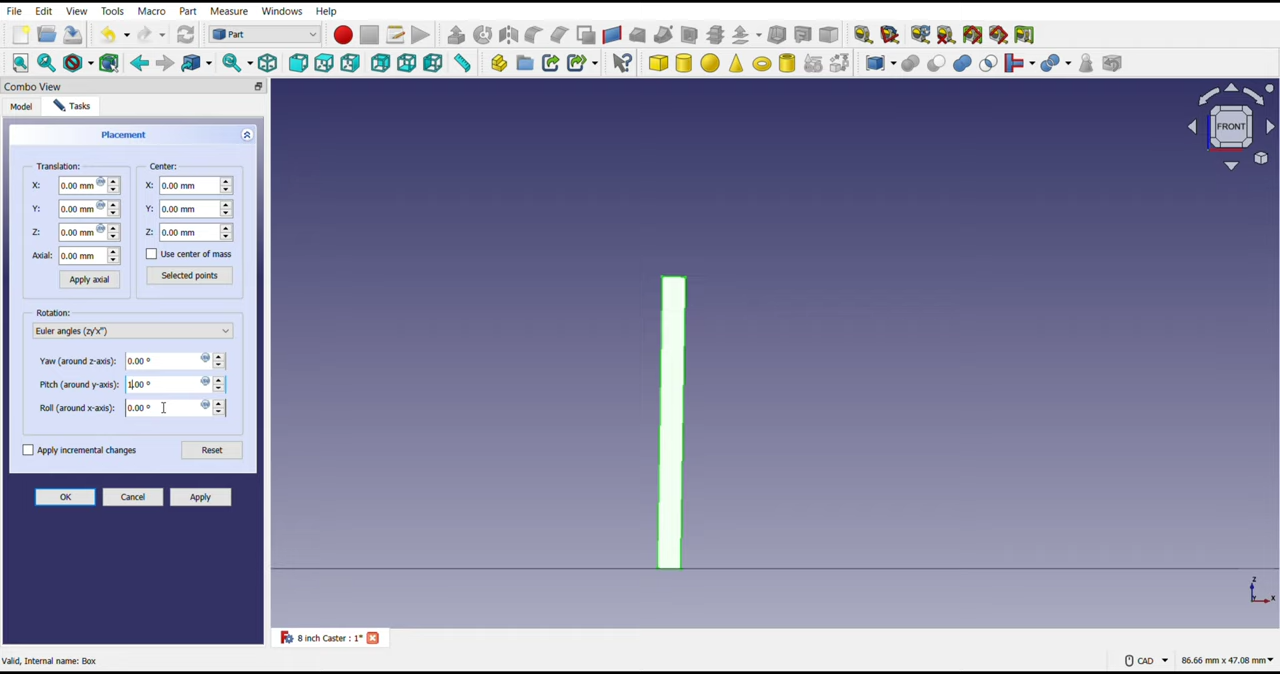 File Edit View Tools Macro Part Measure Windows Help
Part
Combo View
Model Tasks
Placement
Translation: Center:
X: 0.00 mm X: 0.00 mm
Y: 0.00 mm Y: 0.00 mm
Z: 0.00 mm Z: 0.00 mm
Axial: 0.00 mm Use center of mass
Apply axial Selected points
Rotation:
Euler angles (zy'x'')
Yaw (around z-axis): 0.00 °
Pitch (around y-axis): 1.00 °
Roll (around x-axis): 0.00 °
Apply incremental changes Reset
OK Cancel Apply
FRONT
Z
Y X
8 inch Caster : 1*
Valid, Internal name: Box CAD 86.66 mm x 47.08 mm